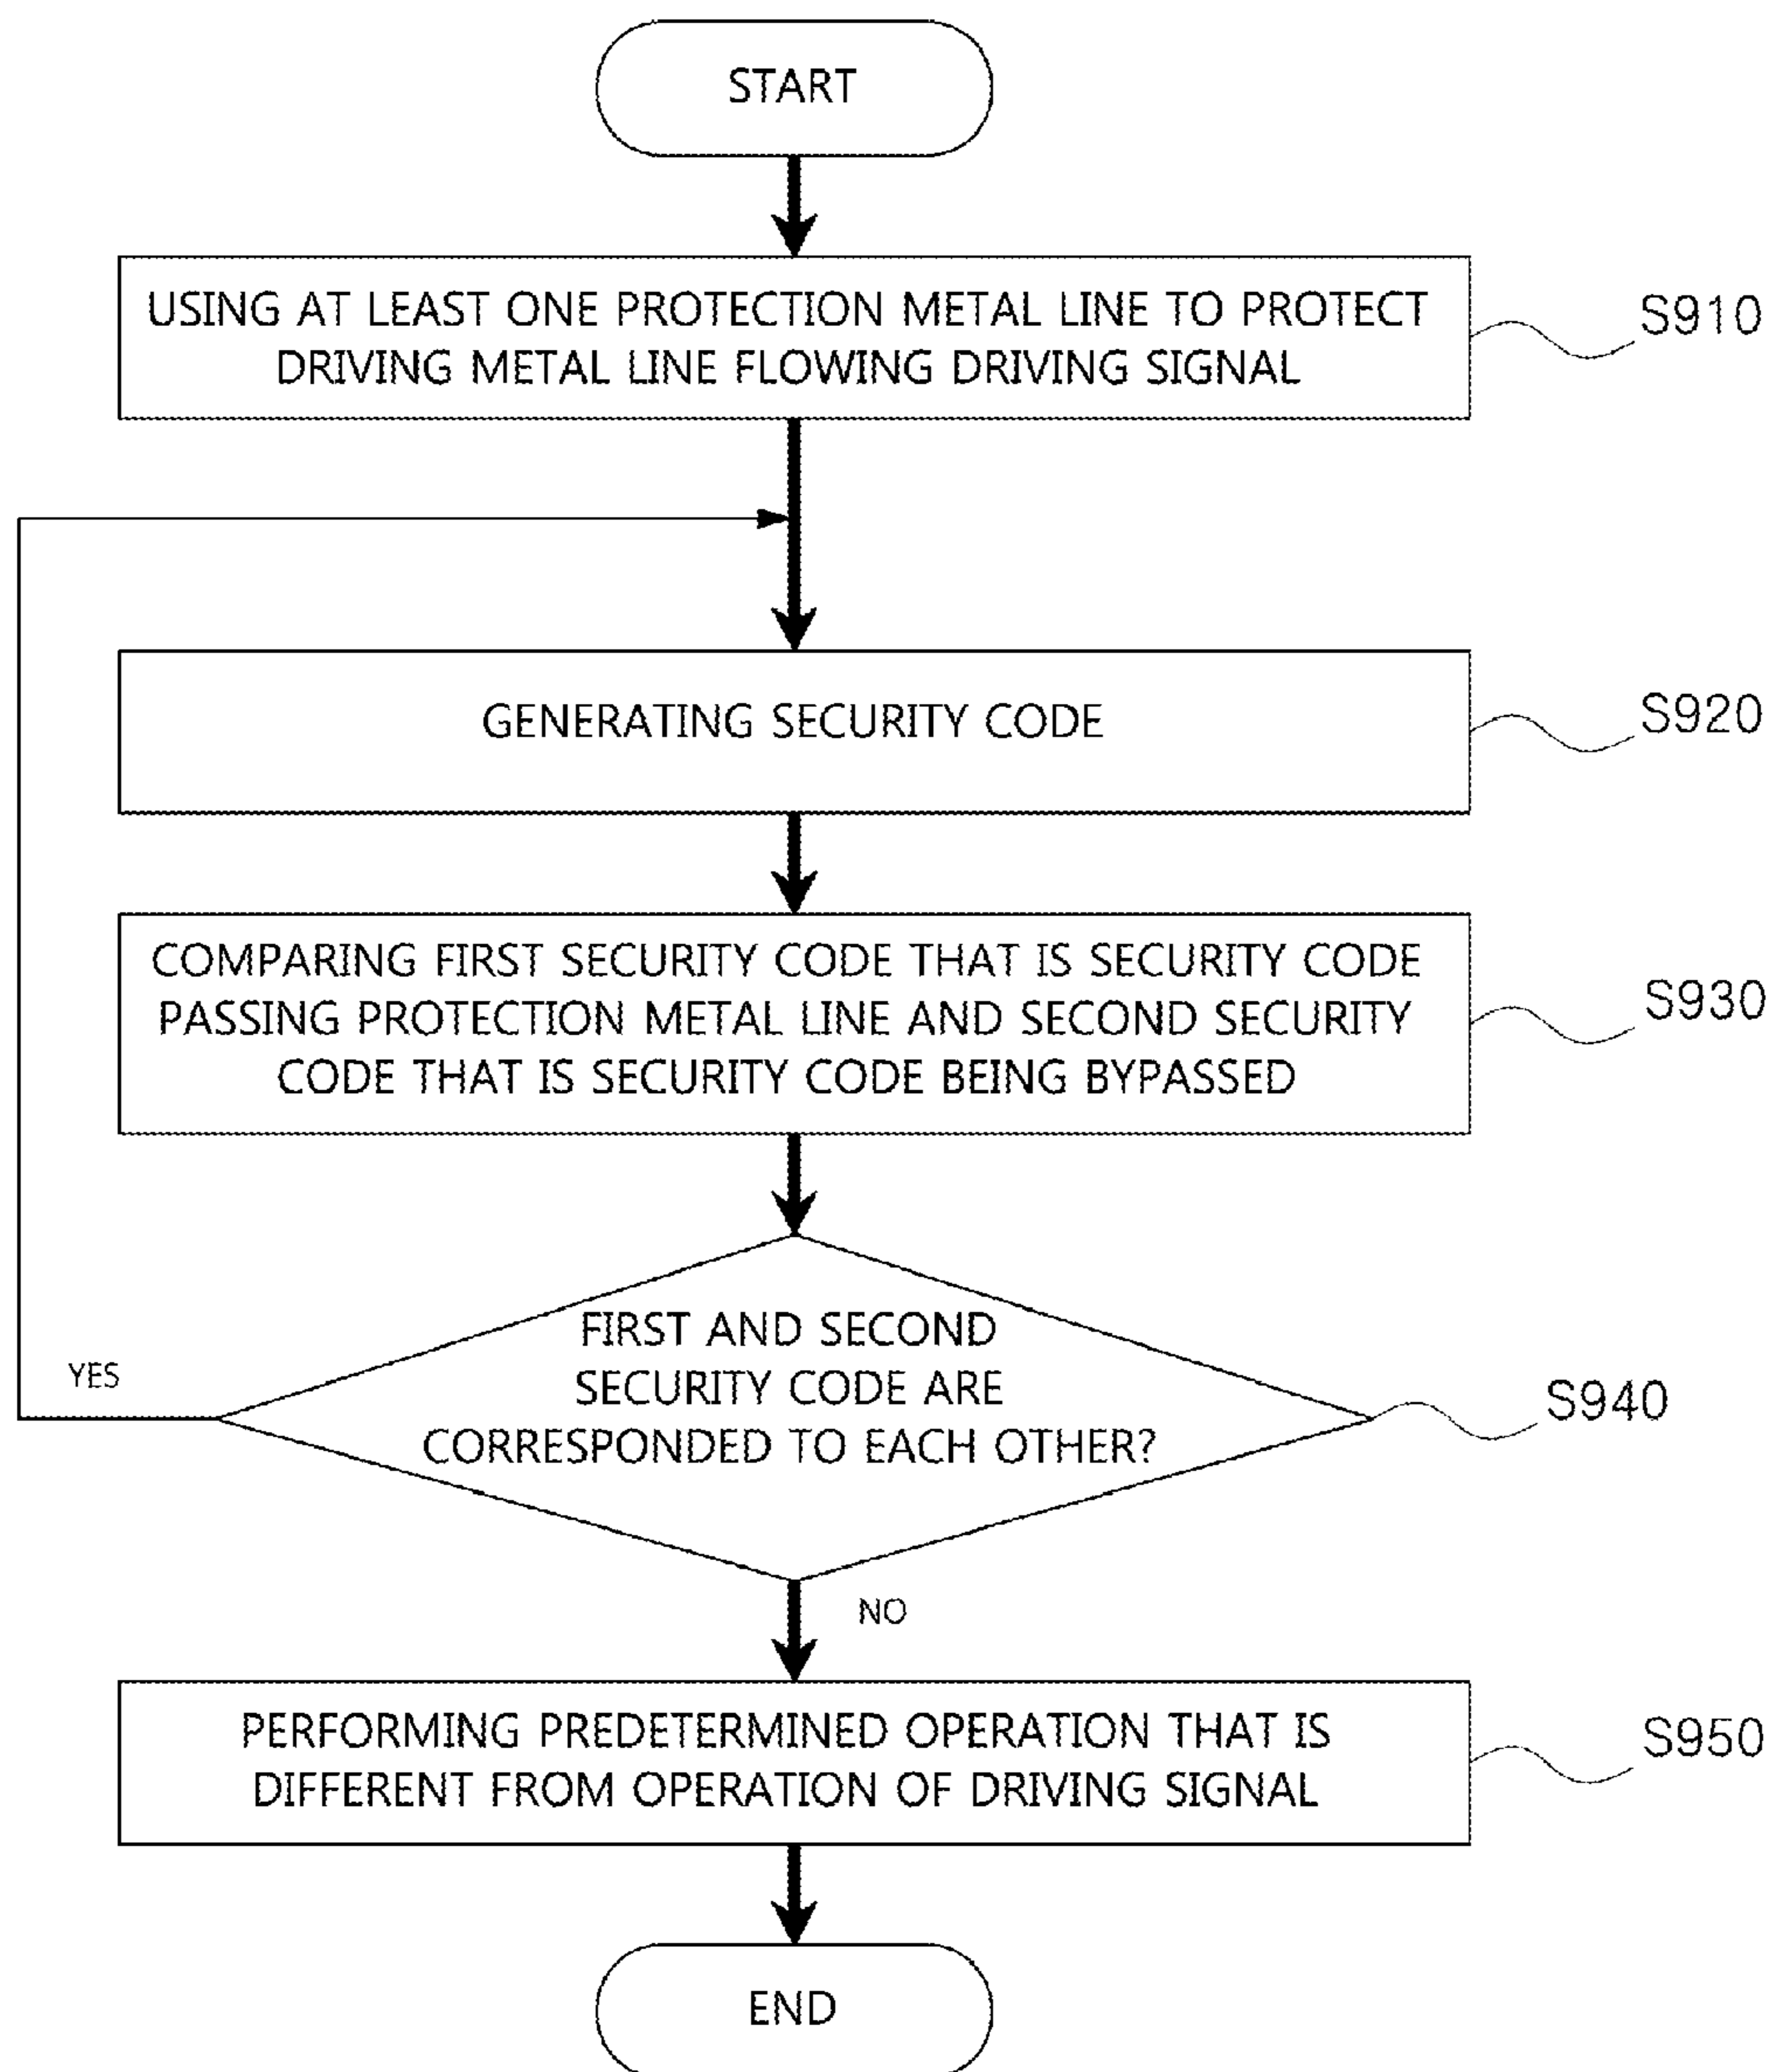 START
USING AT LEAST ONE PROTECTION METAL LINE TO PROTECT
DRIVING METAL LINE FLOWING DRIVING SIGNAL
S910
GENERATING SECURITY CODE
S920
COMPARING FIRST SECURITY CODE THAT IS SECURITY CODE
PASSING PROTECTION METAL LINE AND SECOND SECURITY
CODE THAT IS SECURITY CODE BEING BYPASSED
S930
FIRST AND SECOND
SECURITY CODE ARE
CORRESPONDED TO EACH OTHER?
S940
YES
NO
PERFORMING PREDETERMINED OPERATION THAT IS
DIFFERENT FROM OPERATION OF DRIVING SIGNAL
S950
END